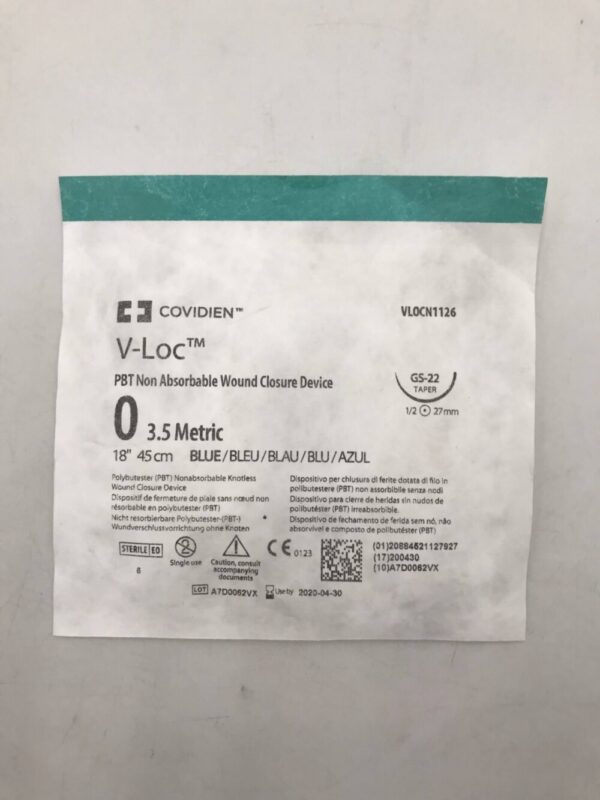 COVIDIEN™
VLOCN1126
V-Loc™
PBT Non Absorbable Wound Closure Device
GS-22
TAPER
1/2 27mm
0 3.5 Metric
18" 45cm BLUE/BLEU/BLAU/BLU/AZUL
Polybutester (PBT) Nonabsorbable Knotless
Wound Closure Device
Dispositif de fermeture de plaie sans nœud non
résorbable en polybutester (PBT)
Nicht resorbierbare Polybutester-(PBT-)
Wundverschlussvorrichtung ohne Knoten
Dispositivo per chiusura di ferite dotata di filo in
polibutestere (PBT) non assorbibile senza nodi
Dispositivo para cierre de heridas sin nudos de
polibutéster (PBT) irreabsorbible.
Dispositivo de fechamento de ferida sem nó, não
absorvível e composto de polibutéster (PBT)
STERILE EO
2
Single use
Caution, consult
accompanying
documents
CE 0123
(01)20884521127927
(17)200430
(10)A7D0062VX
6
LOT A7D0062VX Use by 2020-04-30